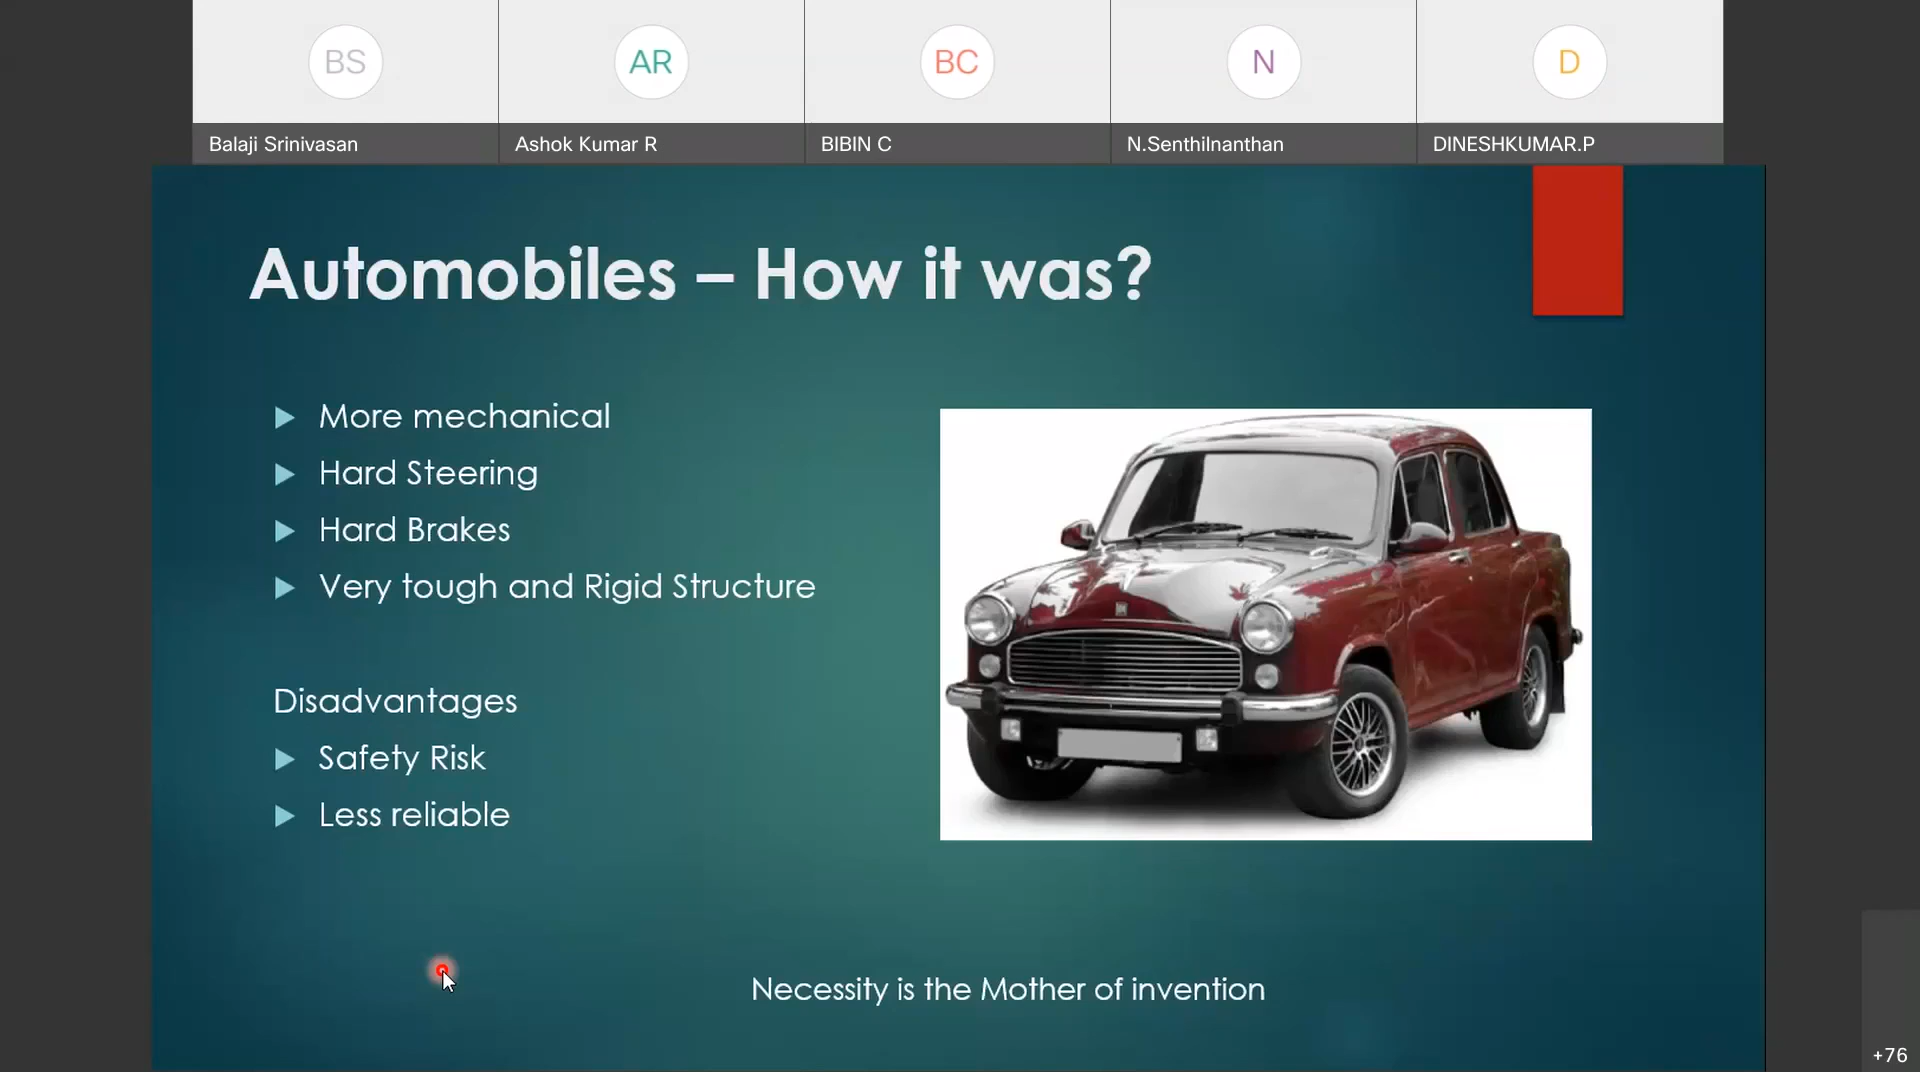 BS
AR
BC
N
D
Balaji Srinivasan
Ashok Kumar R
BIBIN C
N.Senthilnanthan
DINESHKUMAR.P
Automobiles – How it was?
More mechanical
Hard Steering
Hard Brakes
Very tough and Rigid Structure
Disadvantages
Safety Risk
Less reliable
Necessity is the Mother of invention
+76